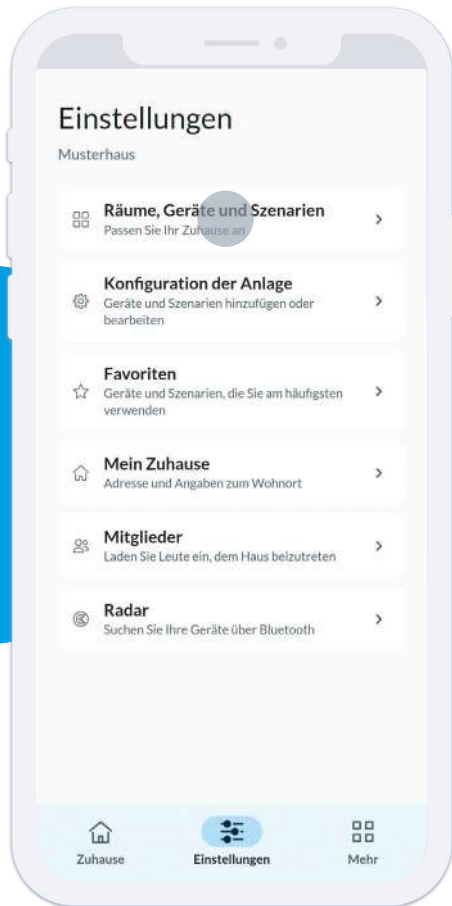 Einstellungen
Musterhaus
Räume, Geräte und Szenarien
Passen Sie Ihr Zuhause an
Konfiguration der Anlage
Geräte und Szenarien hinzufügen oder
bearbeiten
Favoriten
Geräte und Szenarien, die Sie am häufigsten
verwenden
Mein Zuhause
Adresse und Angaben zum Wohnort
Mitglieder
Laden Sie Leute ein, dem Haus beizutreten
Radar
Suchen Sie Ihre Geräte über Bluetooth
Zuhause
Einstellungen
Mehr